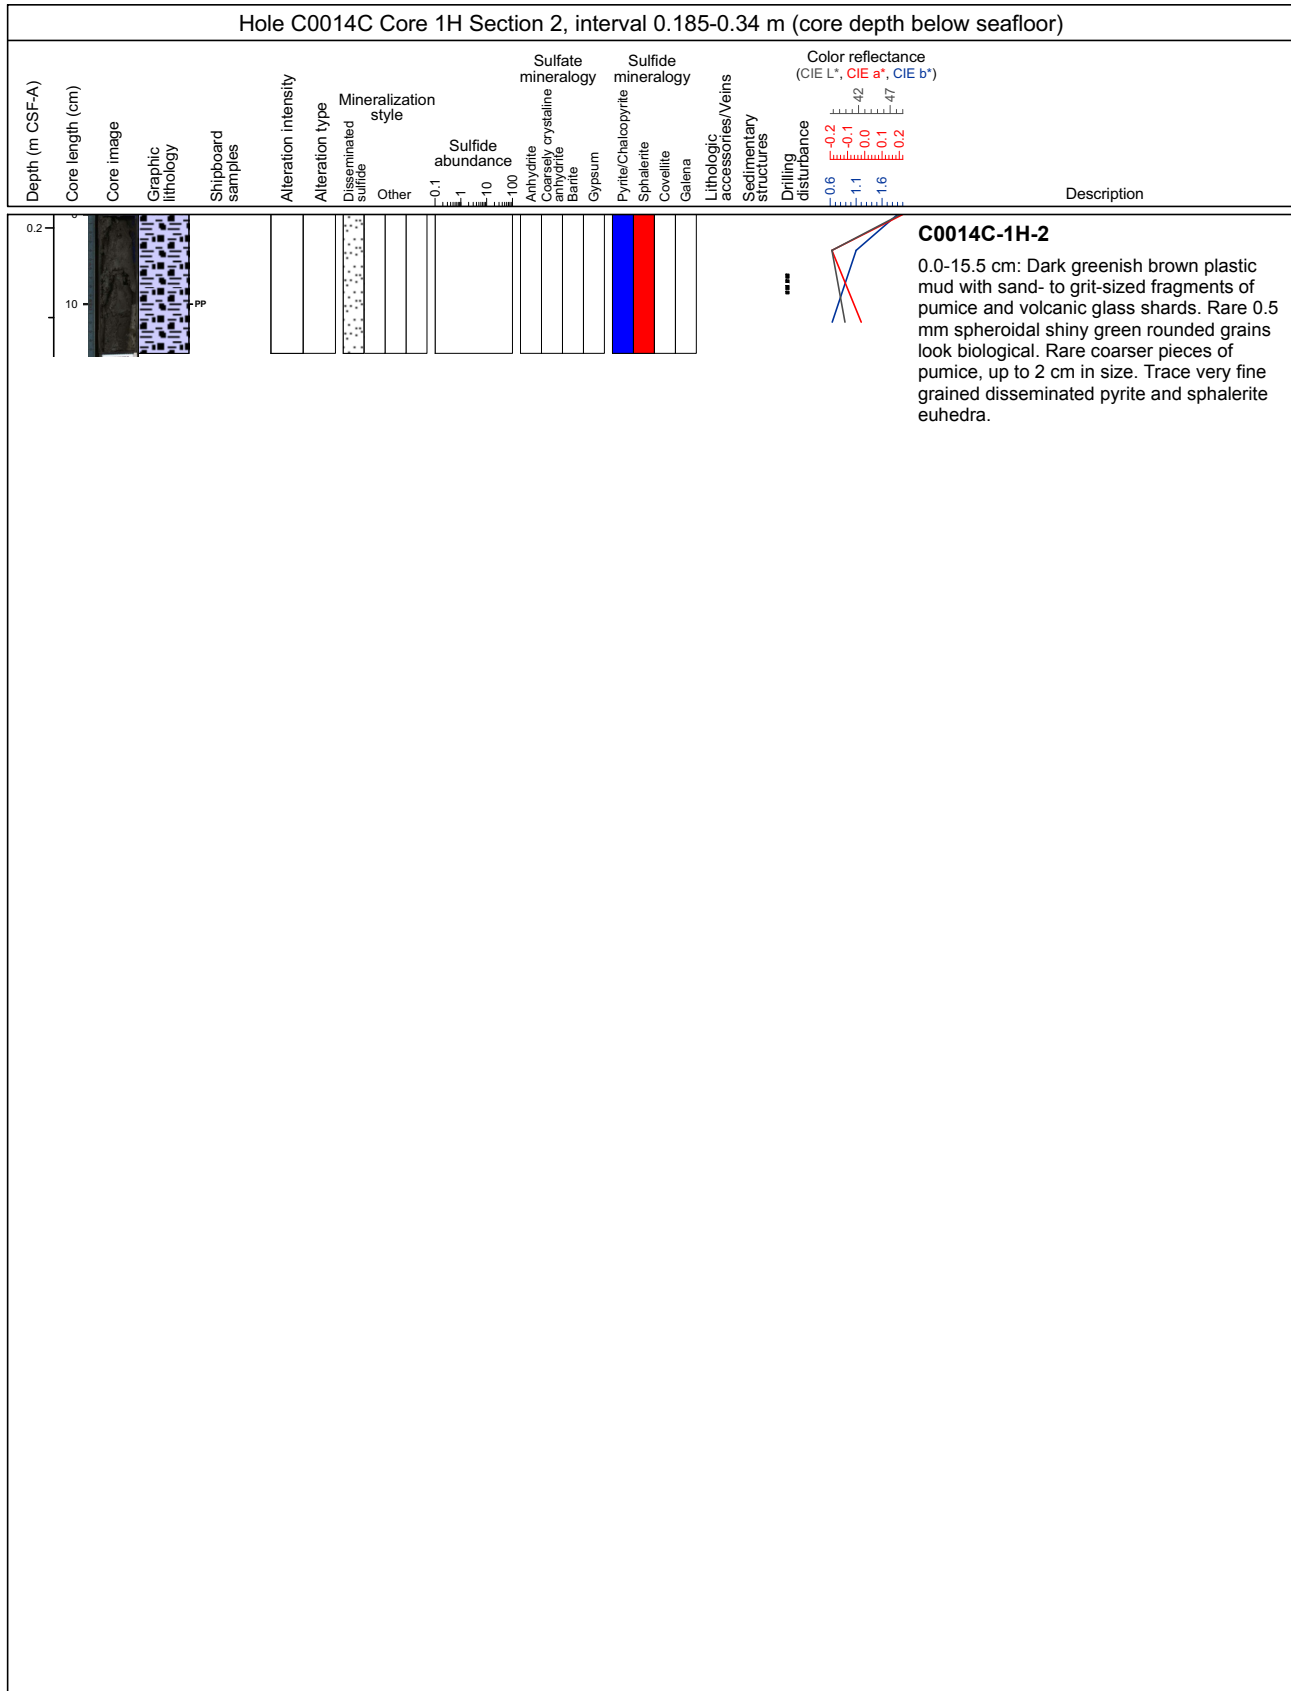 Hole C0014C Core 1H Section 2, interval 0.185-0.34 m (core depth below seafloor)
Depth (m CSF-A)
Core length (cm)
Core image
Graphic
lithology
Shipboard
samples
Alteration intensity
Alteration type
Mineralization
style
Disseminated
sulfide
Other
Sulfide
abundance
0.1
1
10
100
Sulfate
mineralogy
Anhydrite
Coarsely crystaline
anhydrite
Barite
Gypsum
Sulfide
mineralogy
Pyrite/Chalcopyrite
Sphalerite
Covellite
Galena
Lithologic
accessories/Veins
Sedimentary
structures
Drilling
disturbance
Color reflectance
(CIE L*, CIE a*, CIE b*)
42
47
-0.2
-0.1
0.0
0.1
0.2
0.6
1.1
1.6
Description
0.2
10
PP
C0014C-1H-2
0.0-15.5 cm: Dark greenish brown plastic
mud with sand- to grit-sized fragments of
pumice and volcanic glass shards. Rare 0.5
mm spheroidal shiny green rounded grains
look biological. Rare coarser pieces of
pumice, up to 2 cm in size. Trace very fine
grained disseminated pyrite and sphalerite
euhedra.